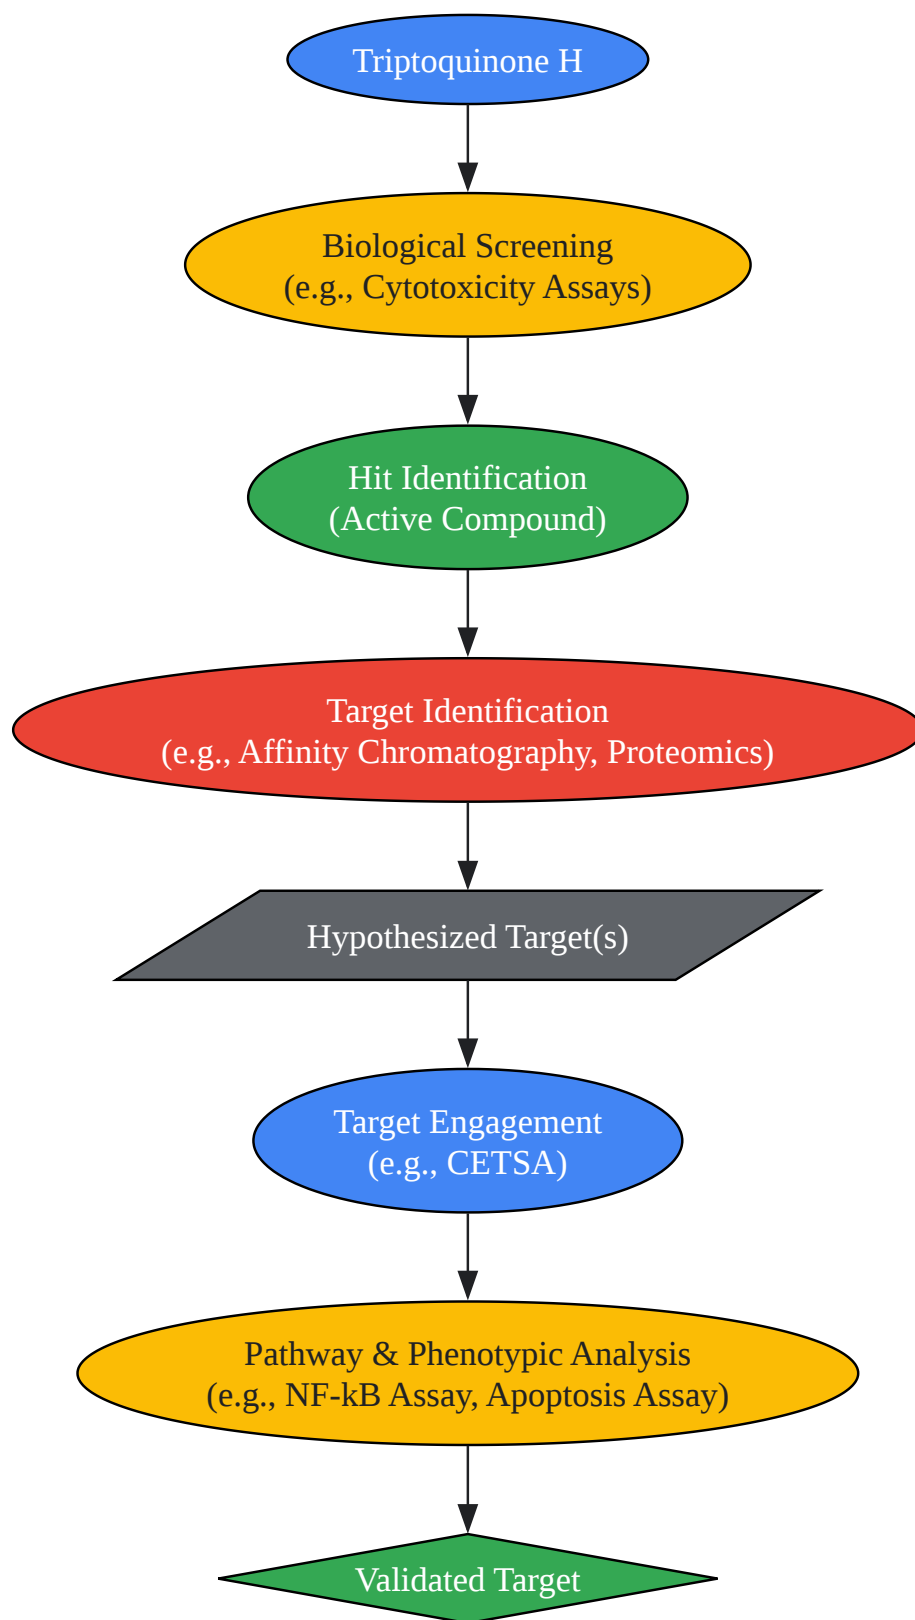 Triptoquinone H
Biological Screening
(e.g., Cytotoxicity Assays)
Hit Identification
(Active Compound)
Target Identification
(e.g., Affinity Chromatography, Proteomics)
Hypothesized Target(s)
Target Engagement
(e.g., CETSA)
Pathway & Phenotypic Analysis
(e.g., NF-kB Assay, Apoptosis Assay)
Validated Target